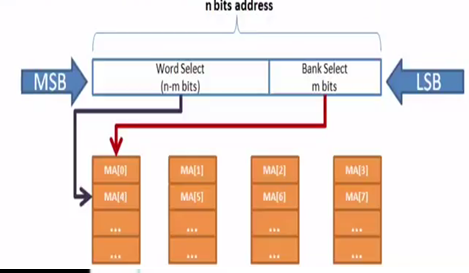 n bits address
MSB
Word Select
(n-m bits)
Bank Select
m bits
LSB
MA[0] MA[1] MA[2] MA[3]
MA[4] MA[5] MA[6] MA[7]
... ... ... ...
... ... ... ...